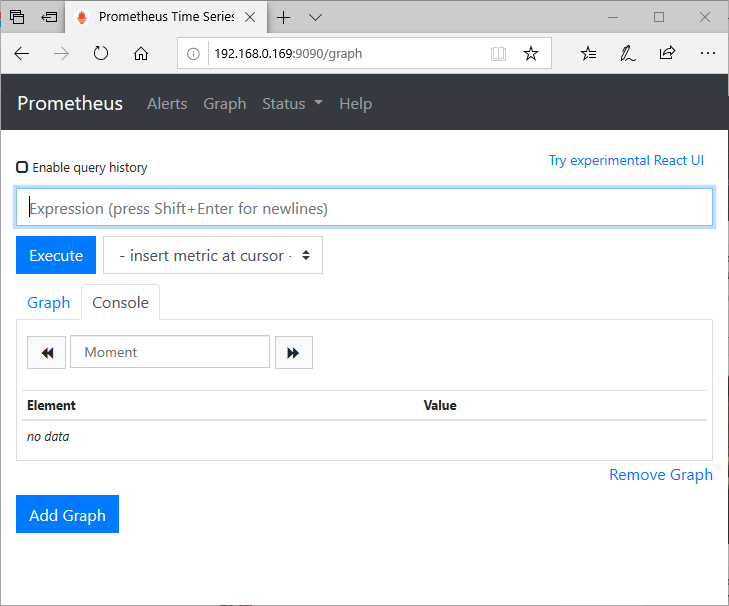 Prometheus Time Series
192.168.0.169:9090/graph
Prometheus Alerts Graph Status Help
Try experimental React UI
Enable query history
Expression (press Shift+Enter for newlines)
Execute - insert metric at cursor -
Graph Console
Moment
Element Value
no data
Remove Graph
Add Graph